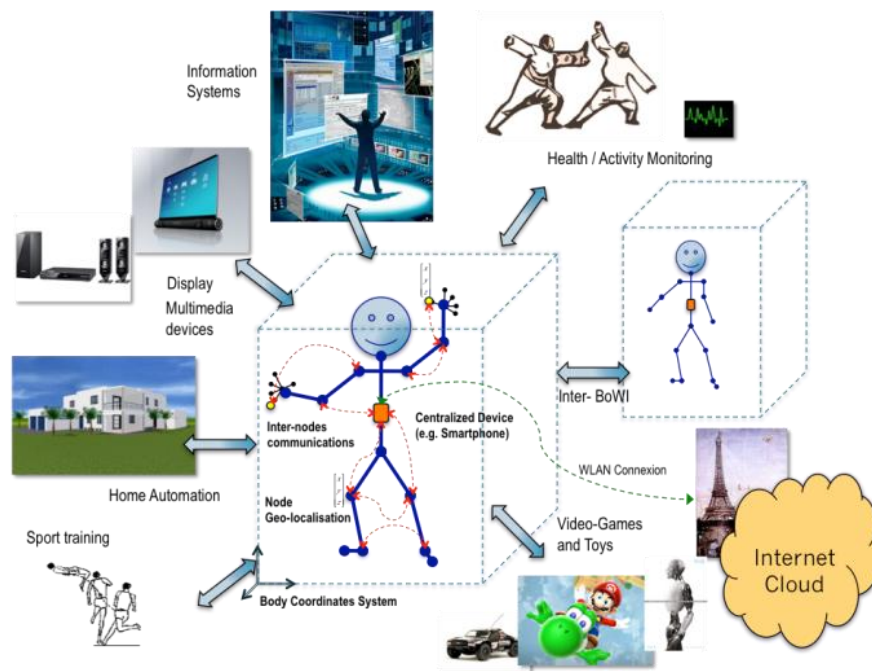 Information
Systems
Health / Activity Monitoring
Display
Multimedia
devices
Inter- BoWI
Inter-nodes
communications
Centralized Device
(e.g. Smartphone)
WLAN Connexion
Home Automation
Node
Geo-localisation
Video-Games
and Toys
Sport training
Internet
Cloud
Body Coordinates System